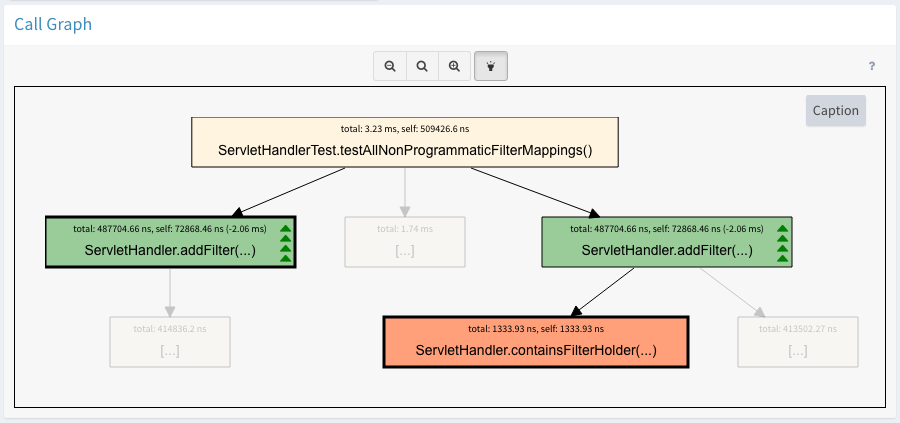 Call Graph
?
Caption
total: 3.23 ms, self: 509426.6 ns
ServletHandlerTest.testAllNonProgrammaticFilterMappings()
total: 487704.66 ns, self: 72868.46 ns (-2.06 ms)
ServletHandler.addFilter(...)
total: 1.74 ms
[...]
total: 487704.66 ns, self: 72868.46 ns (-2.06 ms)
ServletHandler.addFilter(...)
total: 414836.2 ns
[...]
total: 1333.93 ns, self: 1333.93 ns
ServletHandler.containsFilterHolder(...)
total: 413502.27 ns
[...]